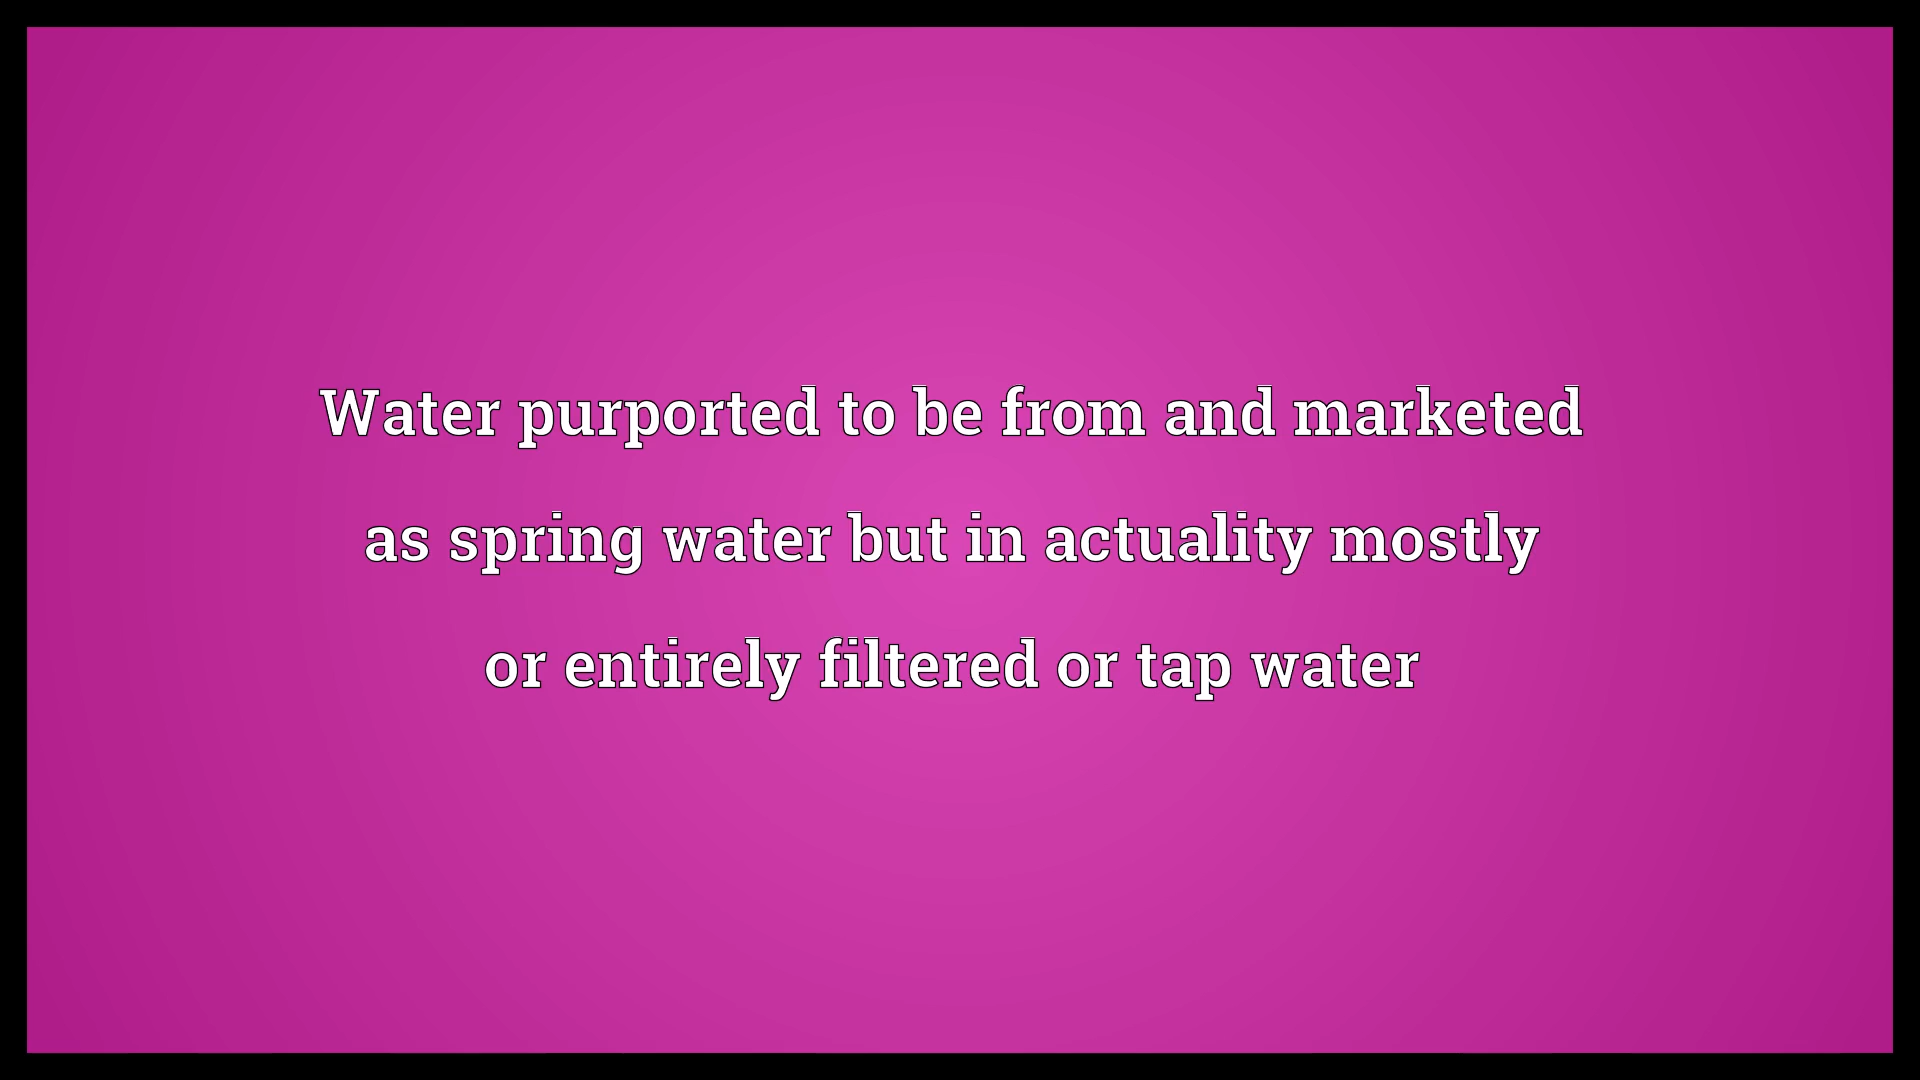 Water purported to be from and marketed
as spring water but in actuality mostly
or entirely filtered or tap water